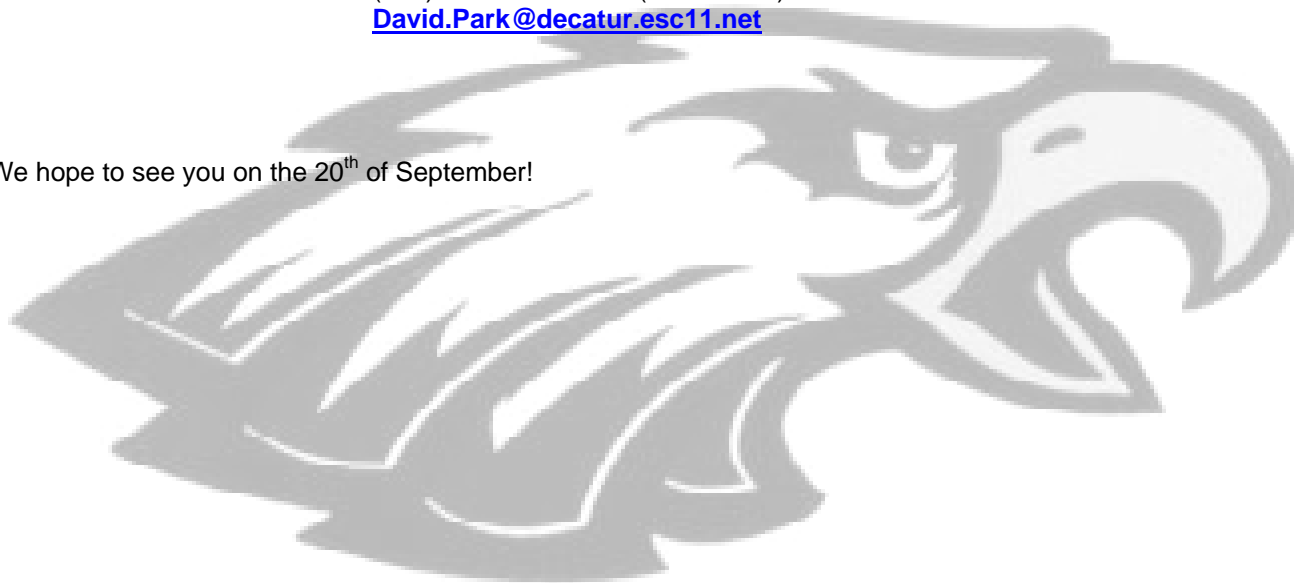 David.Park@decatur.esc11.net
We hope to see you on the 20th of September!